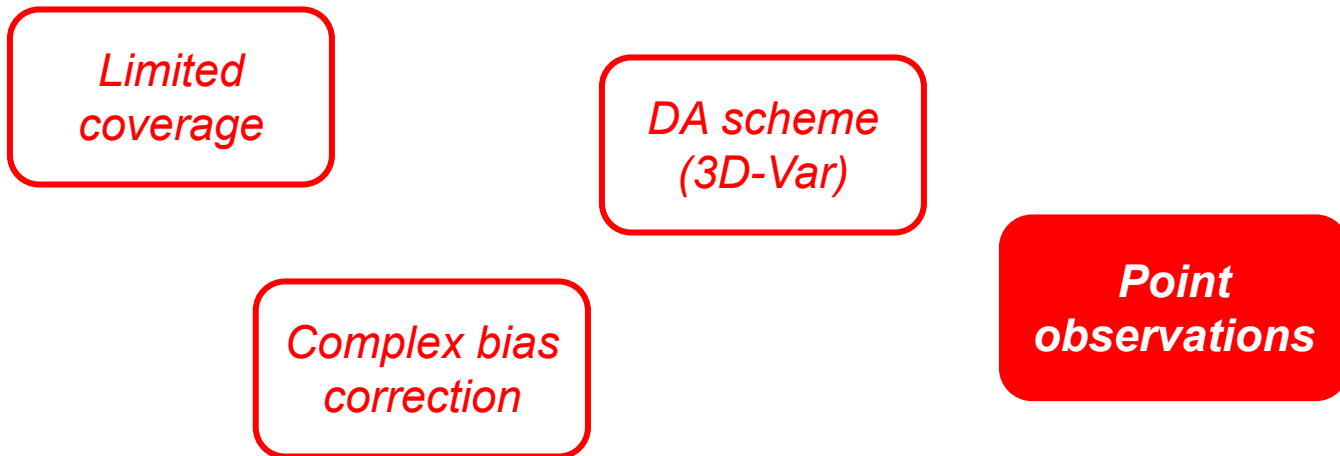 Limited
coverage
DA scheme
(3D-Var)
Complex bias
correction
Point
observations